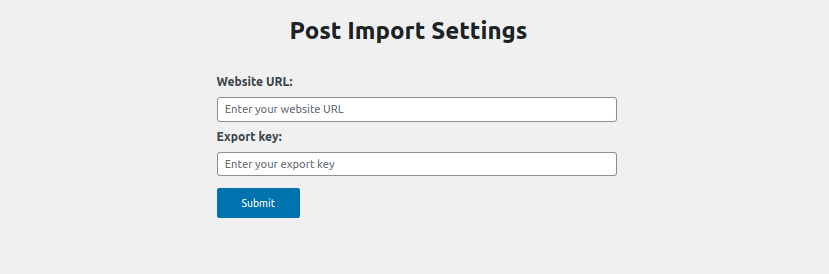 Post Import Settings
Website URL:
Enter your website URL
Export key:
Enter your export key
Submit